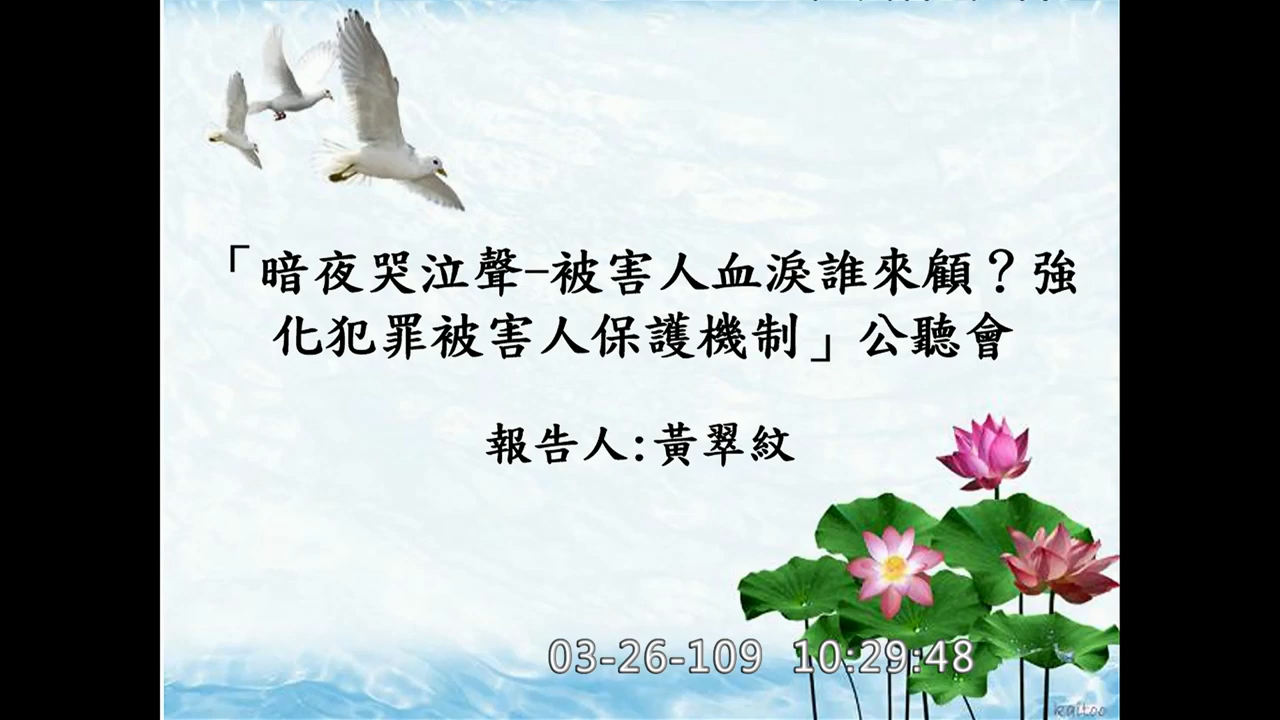 「暗夜哭泣聲-被害人血淚誰來顧？強
化犯罪被害人保護機制」公聽會
報告人:黃翠紋
03-26-109 10:29:48
kaitoo